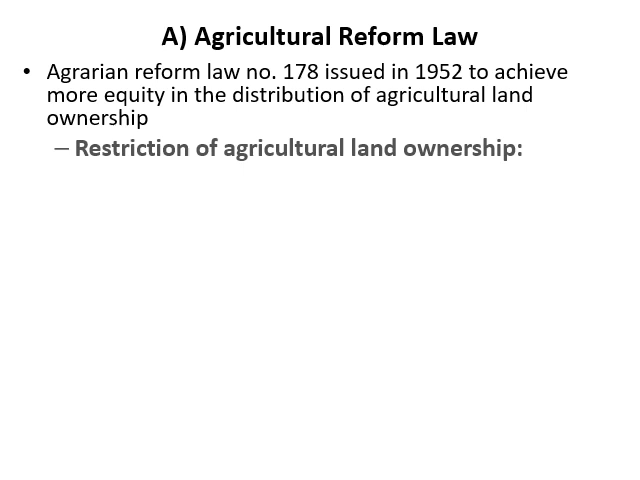 A) Agricultural Reform Law
• Agrarian reform law no. 178 issued in 1952 to achieve
more equity in the distribution of agricultural land
ownership
– Restriction of agricultural land ownership: